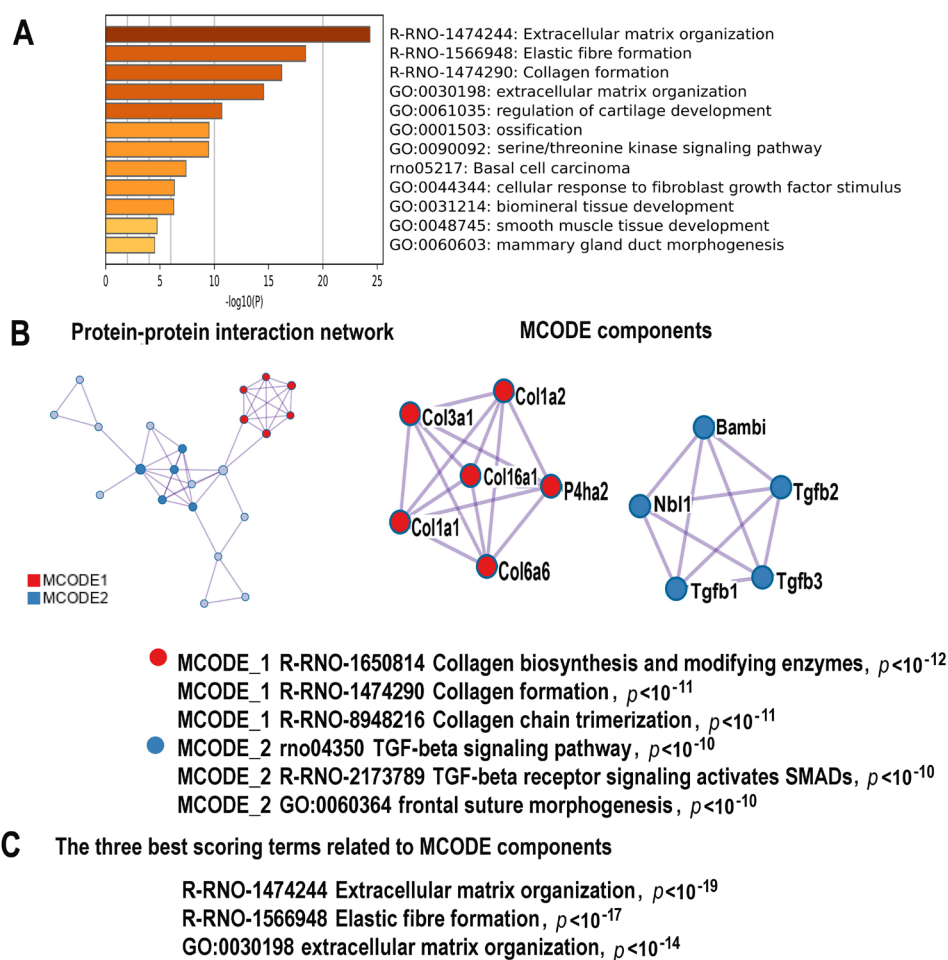 A
R-RNO-1474244: Extracellular matrix organization
R-RNO-1566948: Elastic fibre formation
R-RNO-1474290: Collagen formation
GO:0030198: extracellular matrix organization
GO:0061035: regulation of cartilage development
GO:0001503: ossification
GO:0090092: serine/threonine kinase signaling pathway
rno05217: Basal cell carcinoma
GO:0044344: cellular response to fibroblast growth factor stimulus
GO:0031214: biomineral tissue development
GO:0048745: smooth muscle tissue development
GO:0060603: mammary gland duct morphogenesis
0 5 10 15 20 25
-log10(P)
B
Protein-protein interaction network
MCODE components
Col1a2
Col3a1
Col16a1
P4ha2
Col1a1
Col6a6
Bambi
Tgfb2
Nbl1
Tgfb3
Tgfb1
MCODE1
MCODE2
MCODE_1 R-RNO-1650814 Collagen biosynthesis and modifying enzymes, p<10-12
MCODE_1 R-RNO-1474290 Collagen formation, p<10-11
MCODE_1 R-RNO-8948216 Collagen chain trimerization, p<10-11
MCODE_2 rno04350 TGF-beta signaling pathway, p<10-10
MCODE_2 R-RNO-2173789 TGF-beta receptor signaling activates SMADs, p<10-10
MCODE_2 GO:0060364 frontal suture morphogenesis, p<10-10
C
The three best scoring terms related to MCODE components
R-RNO-1474244 Extracellular matrix organization, p<10-19
R-RNO-1566948 Elastic fibre formation, p<10-17
GO:0030198 extracellular matrix organization, p<10-14